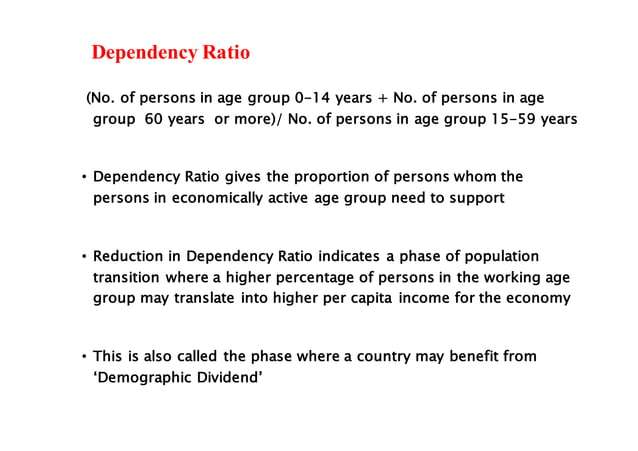 Dependency Ratio
(No. of persons in age group 0-14 years + No. of persons in age
group 60 years or more)/ No. of persons in age group 15-59 years
• Dependency Ratio gives the proportion of persons whom the
persons in economically active age group need to support
• Reduction in Dependency Ratio indicates a phase of population
transition where a higher percentage of persons in the working age
group may translate into higher per capita income for the economy
• This is also called the phase where a country may benefit from
‘Demographic Dividend’